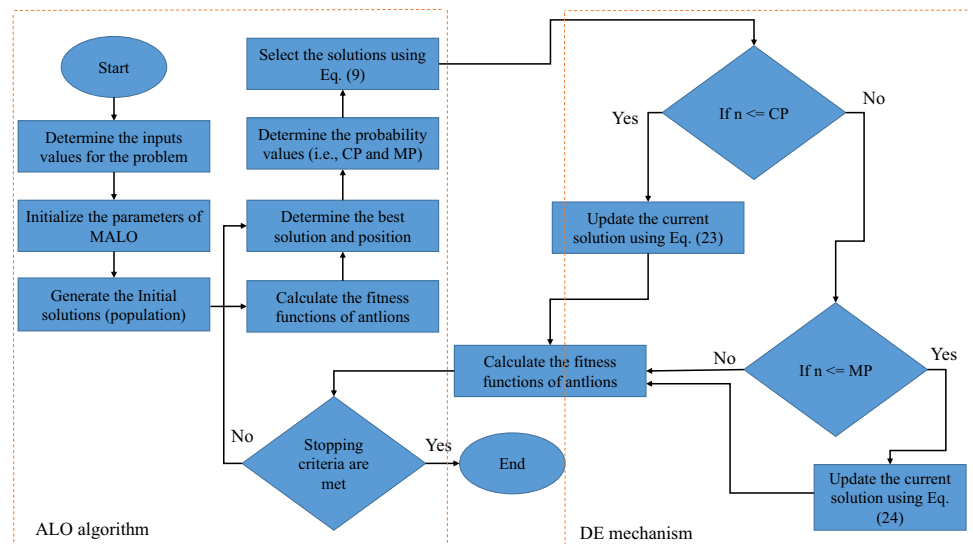 Start
Determine the inputs
values for the problem
Initialize the parameters of
MALO
Generate the Initial
solutions (population)
Select the solutions using
Eq. (9)
Determine the probability
values (i.e., CP and MP)
Determine the best
solution and position
Calculate the fitness
functions of antlions
If n <= CP
Yes
No
Update the current
solution using Eq. (23)
If n <= MP
No
Yes
Update the current
solution using Eq.
(24)
Calculate the fitness
functions of antlions
Stopping
criteria are
met
No
Yes
End
ALO algorithm
DE mechanism